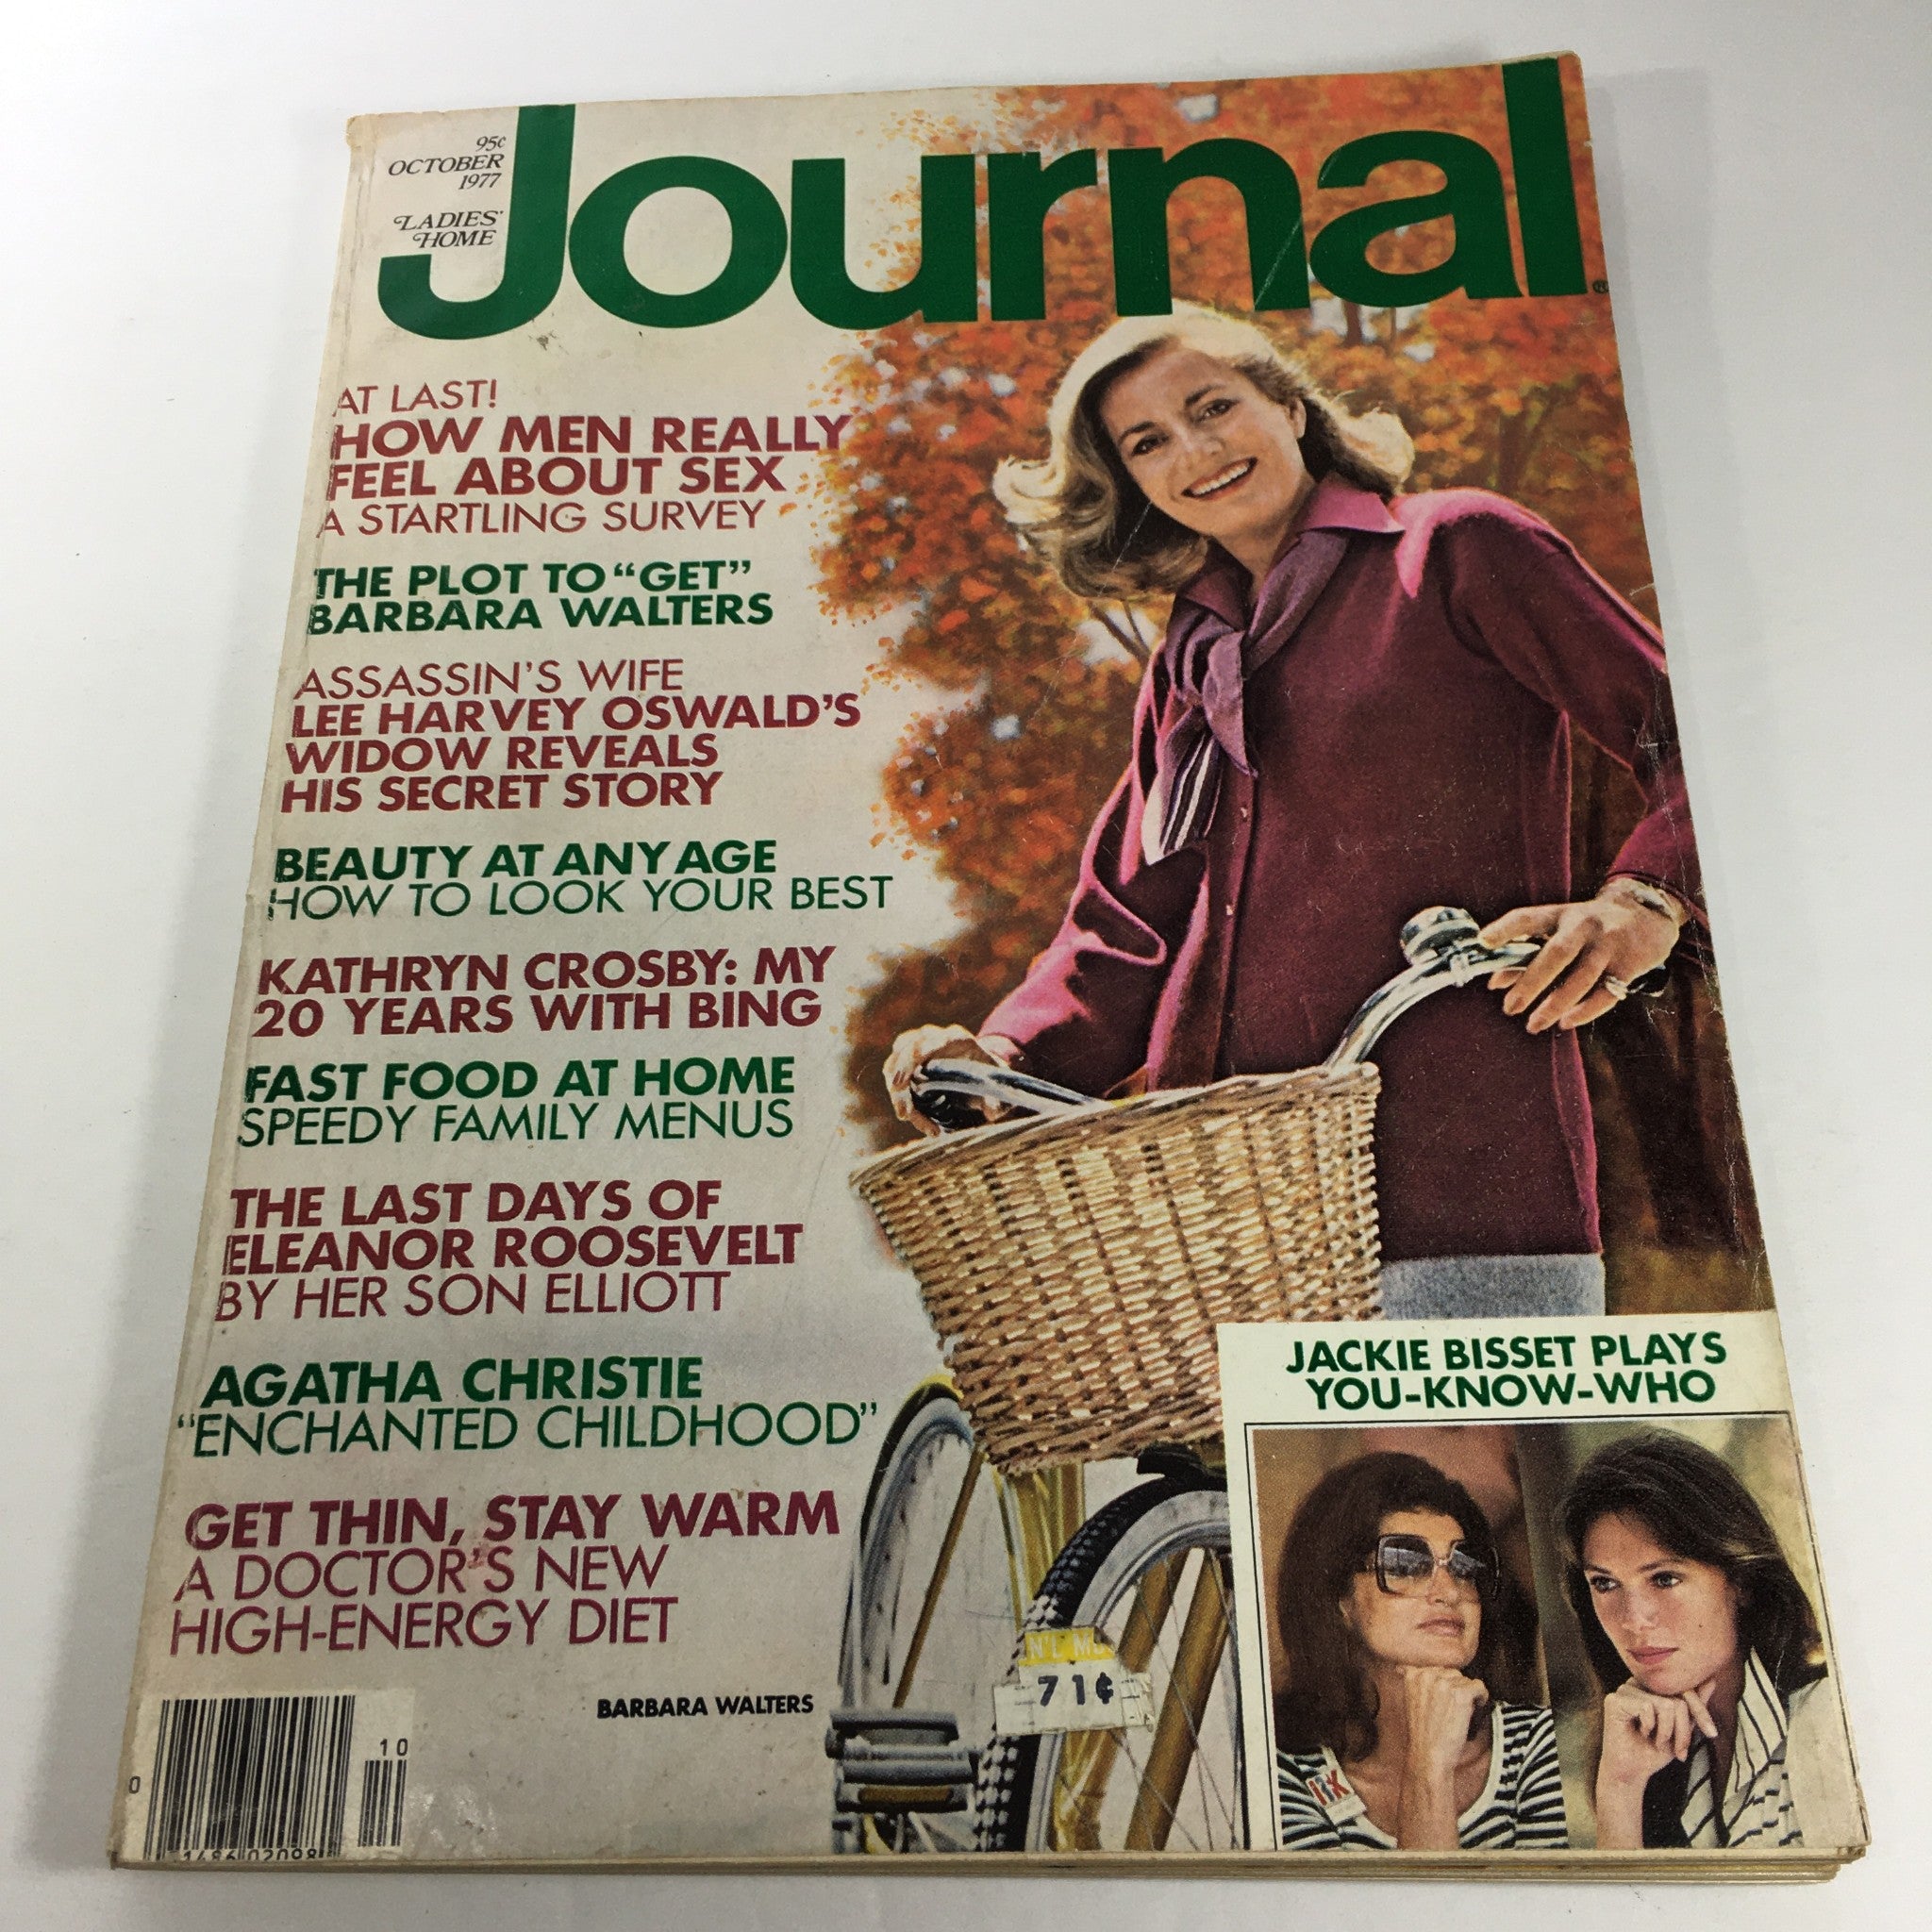 95¢
OCTOBER
1977
LADIES'
HOME
Journal
AT LAST!
HOW MEN REALLY
FEEL ABOUT SEX
A STARTLING SURVEY
THE PLOT TO "GET"
BARBARA WALTERS
ASSASSIN'S WIFE
LEE HARVEY OSWALD'S
WIDOW REVEALS
HIS SECRET STORY
BEAUTY AT ANY AGE
HOW TO LOOK YOUR BEST
KATHRYN CROSBY: MY
20 YEARS WITH BING
FAST FOOD AT HOME
SPEEDY FAMILY MENUS
THE LAST DAYS OF
ELEANOR ROOSEVELT
BY HER SON ELLIOTT
AGATHA CHRISTIE
"ENCHANTED CHILDHOOD"
GET THIN, STAY WARM
A DOCTOR'S NEW
HIGH-ENERGY DIET
BARBARA WALTERS
71¢
JACKIE BISSET PLAYS
YOU-KNOW-WHO
10
0